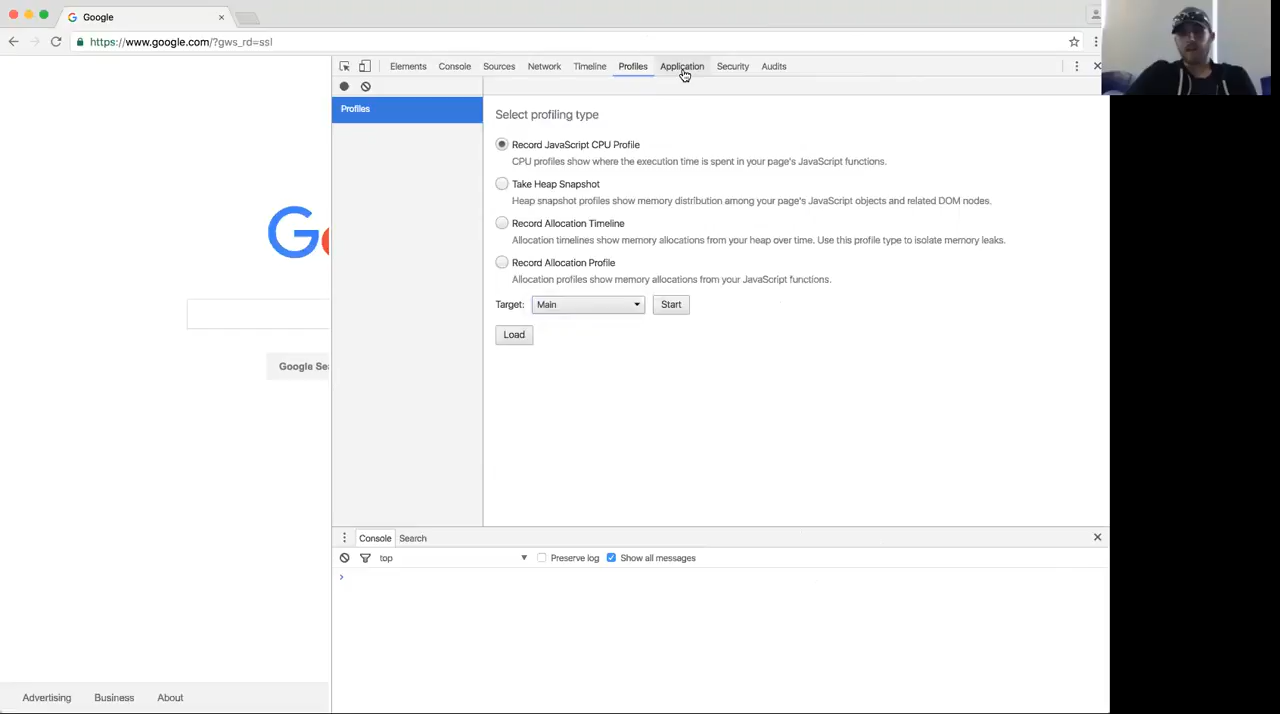 Google
https://www.google.com/?gws_rd=ssl
Elements Console Sources Network Timeline Profiles Application Security Audits
Profiles
Select profiling type
Record JavaScript CPU Profile
CPU profiles show where the execution time is spent in your page's JavaScript functions.
Take Heap Snapshot
Heap snapshot profiles show memory distribution among your page's JavaScript objects and related DOM nodes.
Record Allocation Timeline
Allocation timelines show memory allocations from your heap over time. Use this profile type to isolate memory leaks.
Record Allocation Profile
Allocation profiles show memory allocations from your JavaScript functions.
Target: Main Start
Load
Go
Google Se
Console Search
top Preserve log Show all messages
Advertising Business About